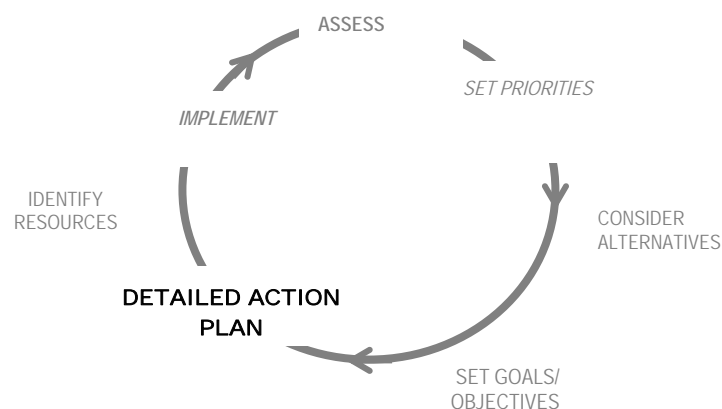 ASSESS
SET PRIORITIES
IMPLEMENT
IDENTIFY
RESOURCES
CONSIDER
ALTERNATIVES
DETAILED ACTION
PLAN
SET GOALS/
OBJECTIVES